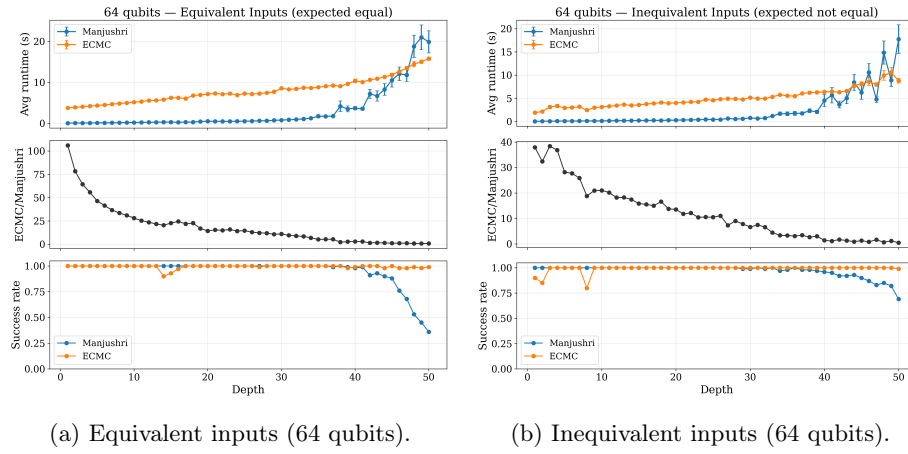 64 qubits — Equivalent Inputs (expected equal)
Avg runtime (s)
20
10
0
Manjushri
ECMC
ECMC/Manjushri
100
75
50
25
0
Success rate
1.00
0.75
0.50
0.25
0.00
Manjushri
ECMC
0 10 20 30 40 50
Depth
(a) Equivalent inputs (64 qubits).
64 qubits — Inequivalent Inputs (expected not equal)
Avg runtime (s)
20
15
10
5
0
Manjushri
ECMC
ECMC/Manjushri
40
30
20
10
0
Success rate
1.00
0.75
0.50
0.25
0.00
Manjushri
ECMC
0 10 20 30 40 50
Depth
(b) Inequivalent inputs (64 qubits).